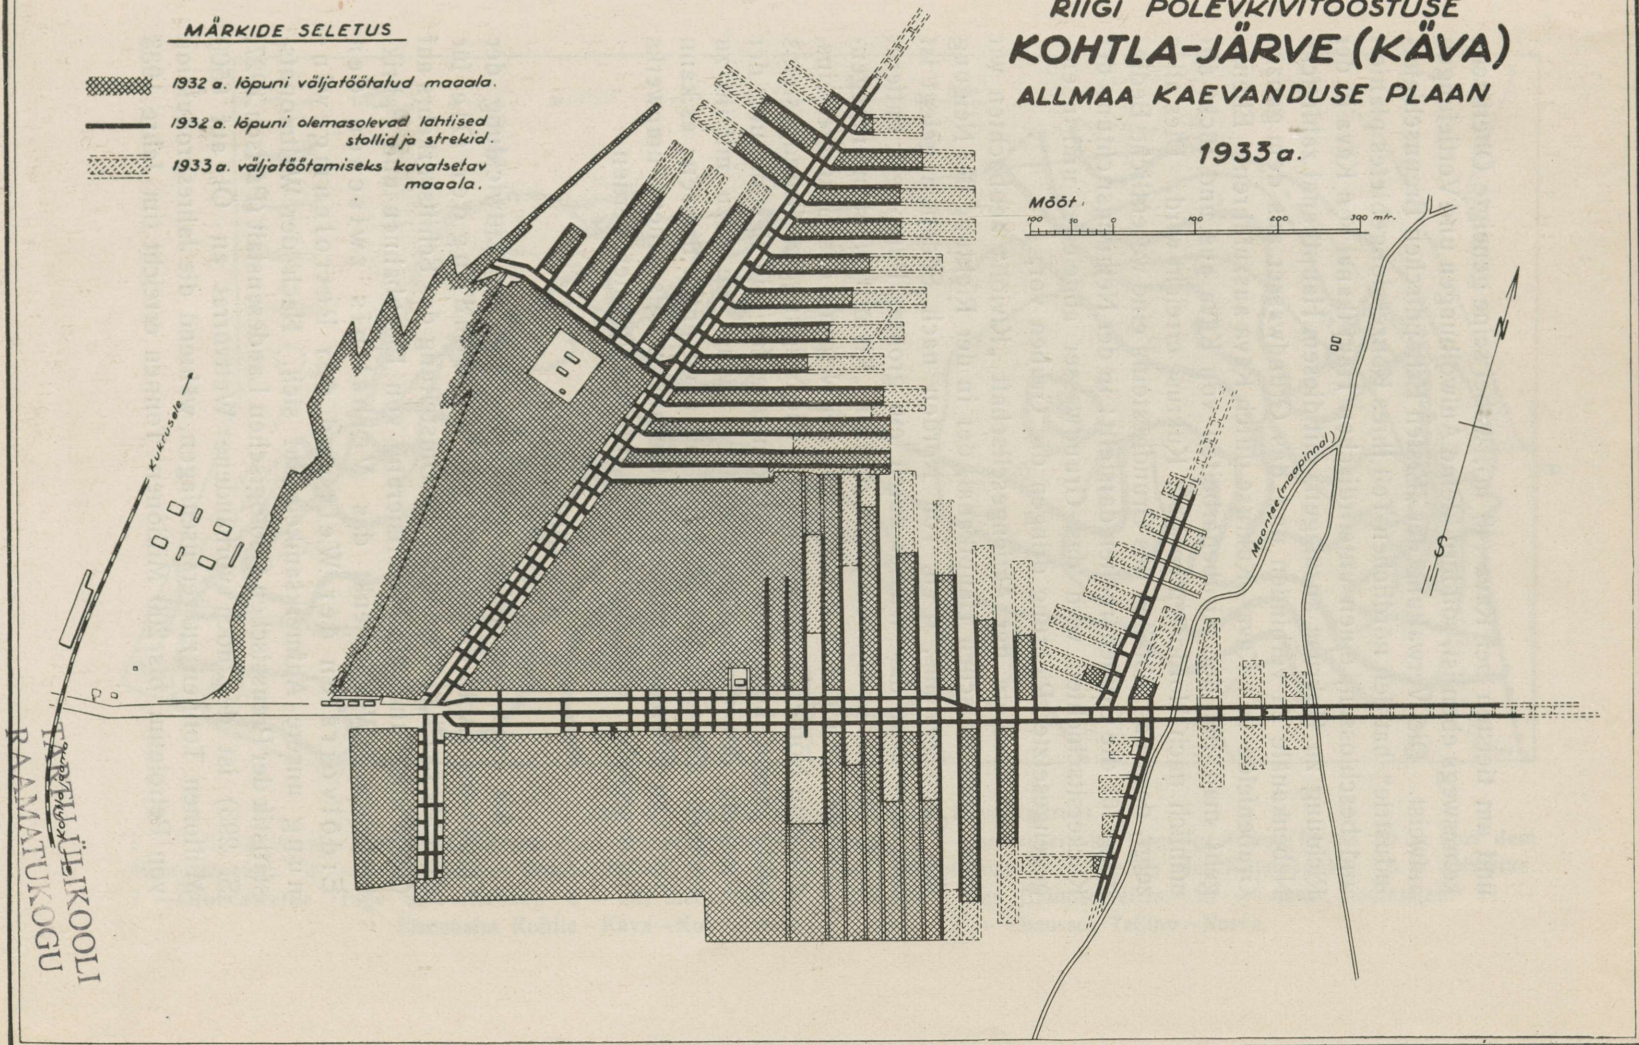 RIIGI PÕLEVKIVITÖÖSTUSE
KOHTLA-JÄRVE (KÄVA)
ALLMAA KAEVANDUSE PLAAN
1933 a.
MÄRKIDE SELETUS
1932 a. lõpuni väljatöötatud maaala.
1932 a. lõpuni olemasolevad lahtised
stollid ja strekid.
1933 a. väljatöötamiseks kavatsetav
maaala.
Mõõt.
100 50 0 100 200 300 mtr.
N
S
Kukrusele
Maantee (maapinnal)
TARTU ÜLIKOOLI
RAAMATUKOGU